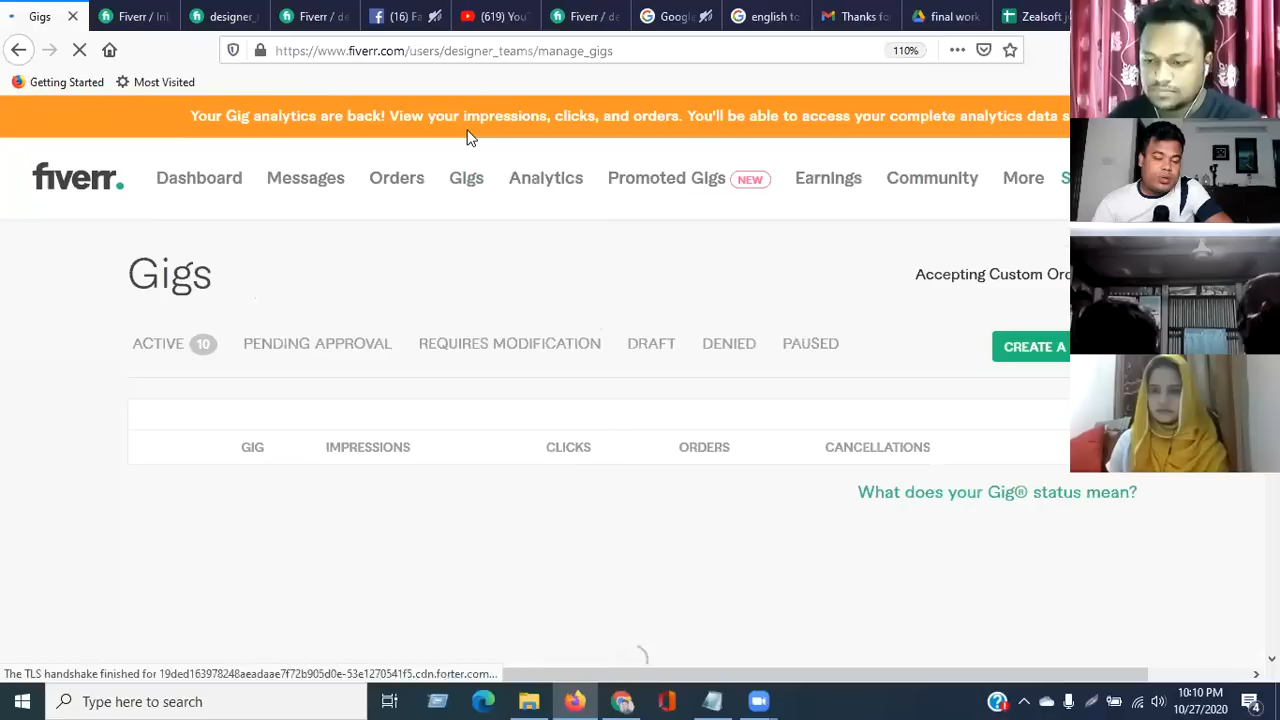 Gigs
Fiverr / In
designer_
Fiverr / de
(16) Fa
(619) You
Fiverr / da
Google
english to
Thanks fo
final work
Zealsoft
https://www.fiverr.com/users/designer_teams/manage_gigs
110%
Getting Started
Most Visited
Your Gig analytics are back! View your impressions, clicks, and orders. You'll be able to access your complete analytics data s
fiverr.
Dashboard
Messages
Orders
Gigs
Analytics
Promoted Gigs NEW
Earnings
Community
More
S
Gigs
Accepting Custom Ord
ACTIVE 10
PENDING APPROVAL
REQUIRES MODIFICATION
DRAFT
DENIED
PAUSED
CREATE A
GIG
IMPRESSIONS
CLICKS
ORDERS
CANCELLATIONS
What does your Gig® status mean?
The TLS handshake finished for 19ded163978248aeadaae7f72b905d0e-53e1270541f5.cdn.forter.com...
Type here to search
10:10 PM
10/27/2020
4